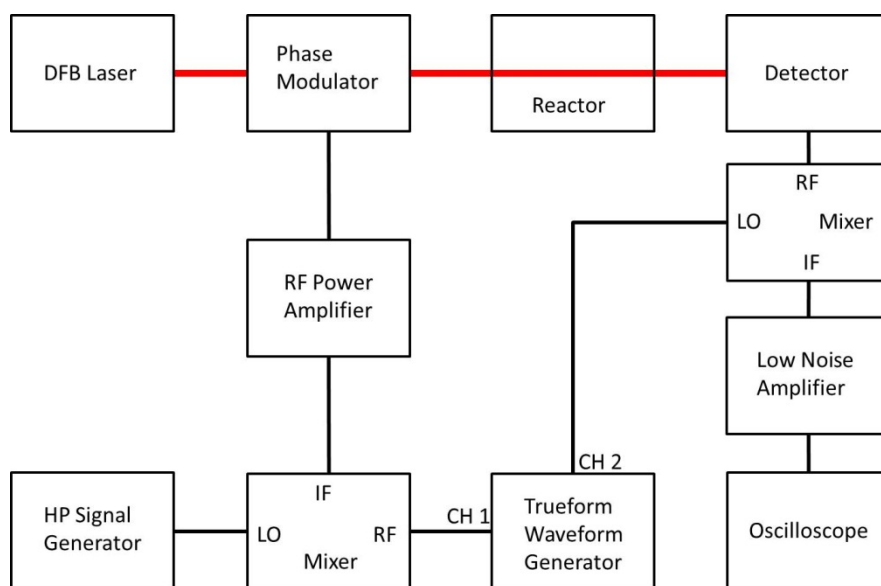 DFB Laser
Phase
Modulator
Reactor
Detector
RF
LO
Mixer
IF
RF Power
Amplifier
Low Noise
Amplifier
HP Signal
Generator
IF
LO
RF
Mixer
CH 1
CH 2
Trueform
Waveform
Generator
Oscilloscope